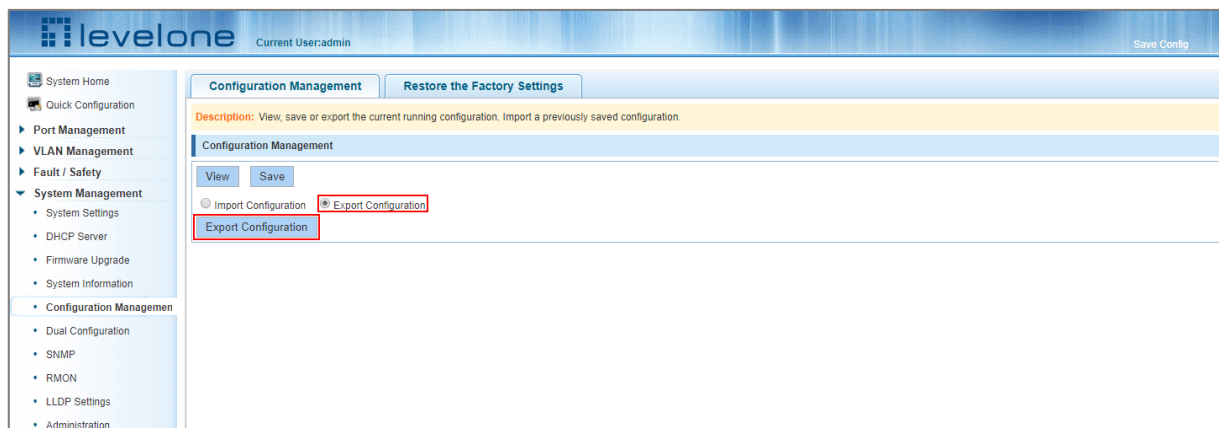 levelone Current User:admin Save Config
System Home
Quick Configuration
Port Management
VLAN Management
Fault / Safety
System Management
System Settings
DHCP Server
Firmware Upgrade
System Information
Configuration Managemen
Dual Configuration
SNMP
RMON
LLDP Settings
Administration
Configuration Management Restore the Factory Settings
Description: View, save or export the current running configuration. Import a previously saved configuration.
Configuration Management
View Save
Import Configuration Export Configuration
Export Configuration